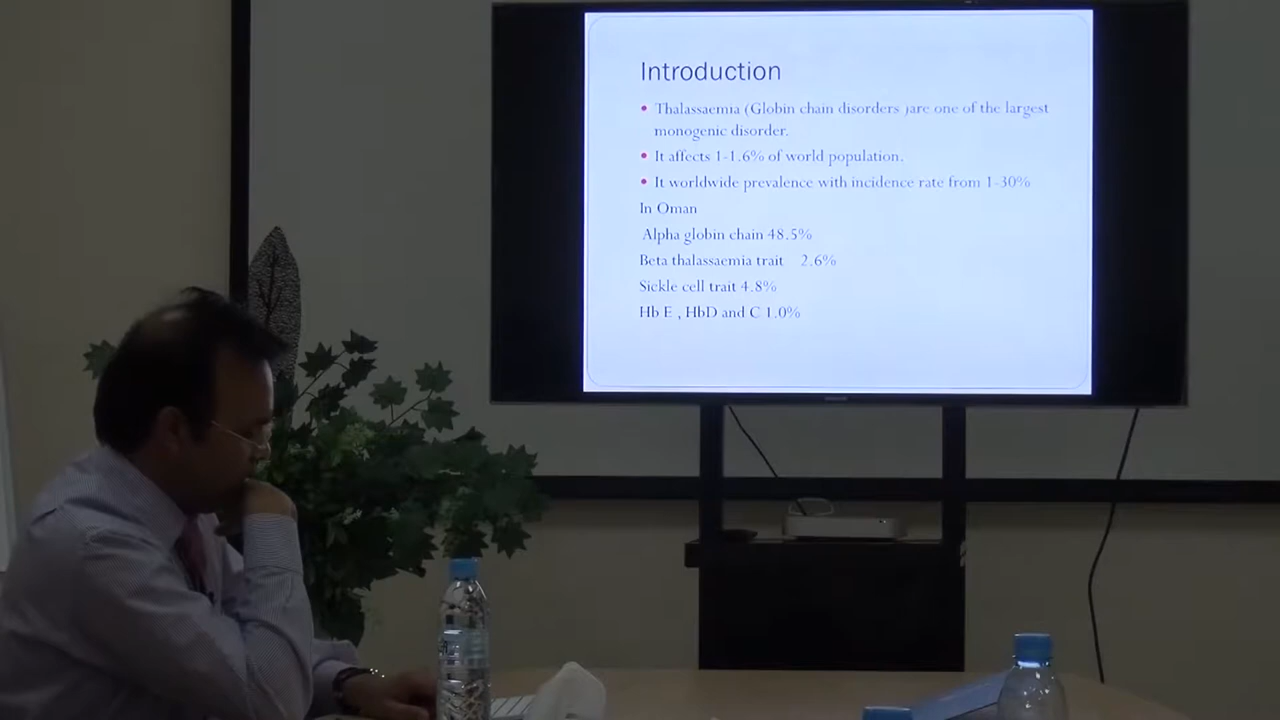 Introduction
• Thalassaemia (Globin chain disorders )are one of the largest
monogenic disorder.
• It affects 1-1.6% of world population.
• It worldwide prevalence with incidence rate from 1-30%
In Oman
Alpha globin chain 48.5%
Beta thalassaemia trait 2.6%
Sickle cell trait 4.8%
Hb E , HbD and C 1.0%